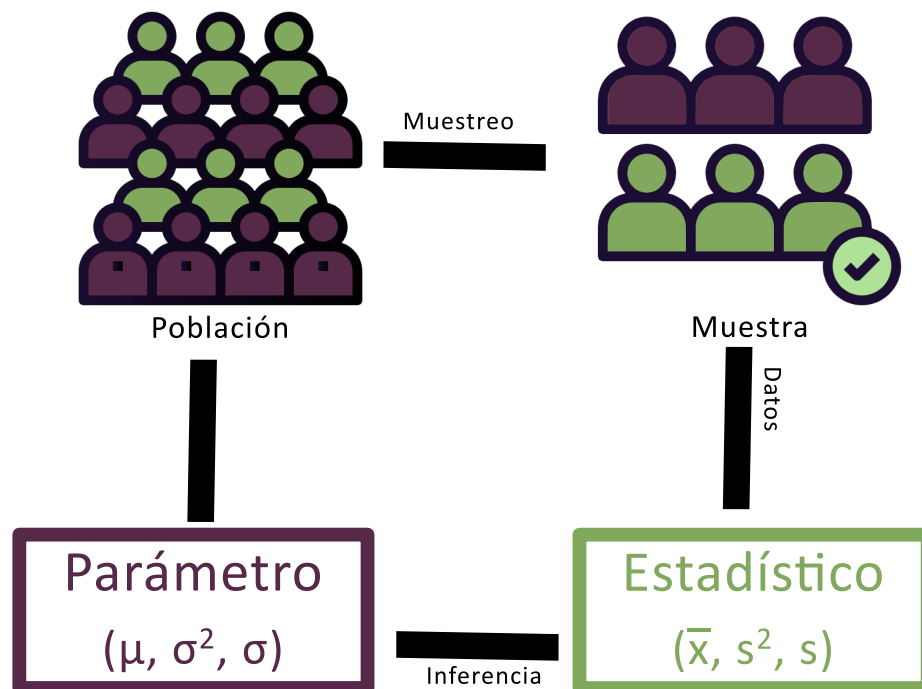 Muestreo
Población
Muestra
Datos
Parámetro
(μ, σ², σ)
Estadístico
(x̅, s², s)
Inferencia